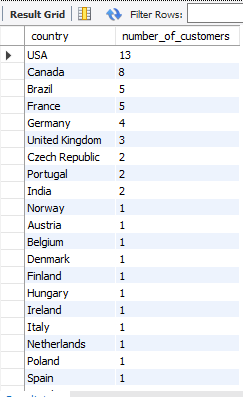 Result Grid Filter Rows:
country number_of_customers
USA 13
Canada 8
Brazil 5
France 5
Germany 4
United Kingdom 3
Czech Republic 2
Portugal 2
India 2
Norway 1
Austria 1
Belgium 1
Denmark 1
Finland 1
Hungary 1
Ireland 1
Italy 1
Netherlands 1
Poland 1
Spain 1